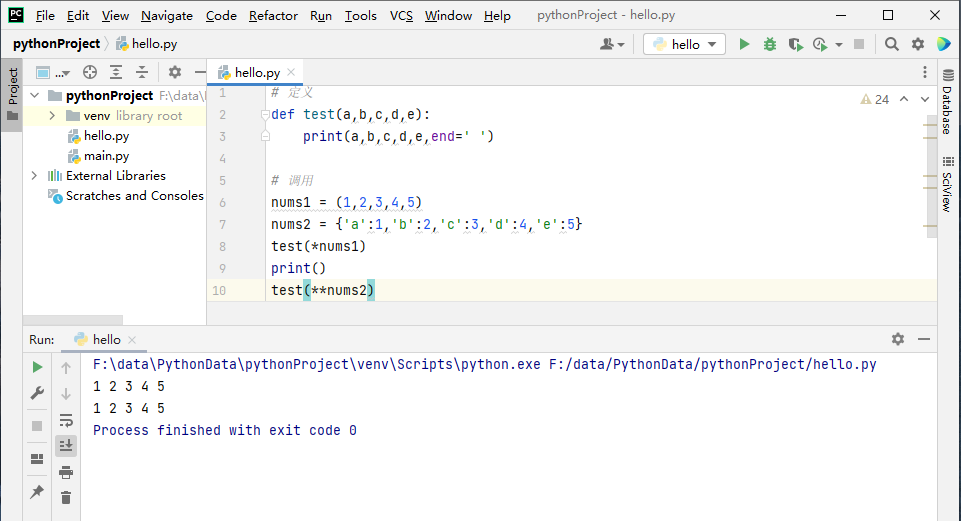 PC File Edit View Navigate Code Refactor Run Tools VCS Window Help pythonProject - hello.py
pythonProject hello.py hello
Project
... hello.py
pythonProject F:\data\
venv library root
hello.py
main.py
External Libraries
Scratches and Consoles
1 # 定义
2 def test(a,b,c,d,e):
3 print(a,b,c,d,e,end=' ')
4
5 # 调用
6 nums1 = (1,2,3,4,5)
7 nums2 = {'a':1,'b':2,'c':3,'d':4,'e':5}
8 test(*nums1)
9 print()
10 test(**nums2)
24
Database
SciView
Run: hello
F:\data\PythonData\pythonProject\venv\Scripts\python.exe F:/data/PythonData/pythonProject/hello.py
1 2 3 4 5
1 2 3 4 5
Process finished with exit code 0